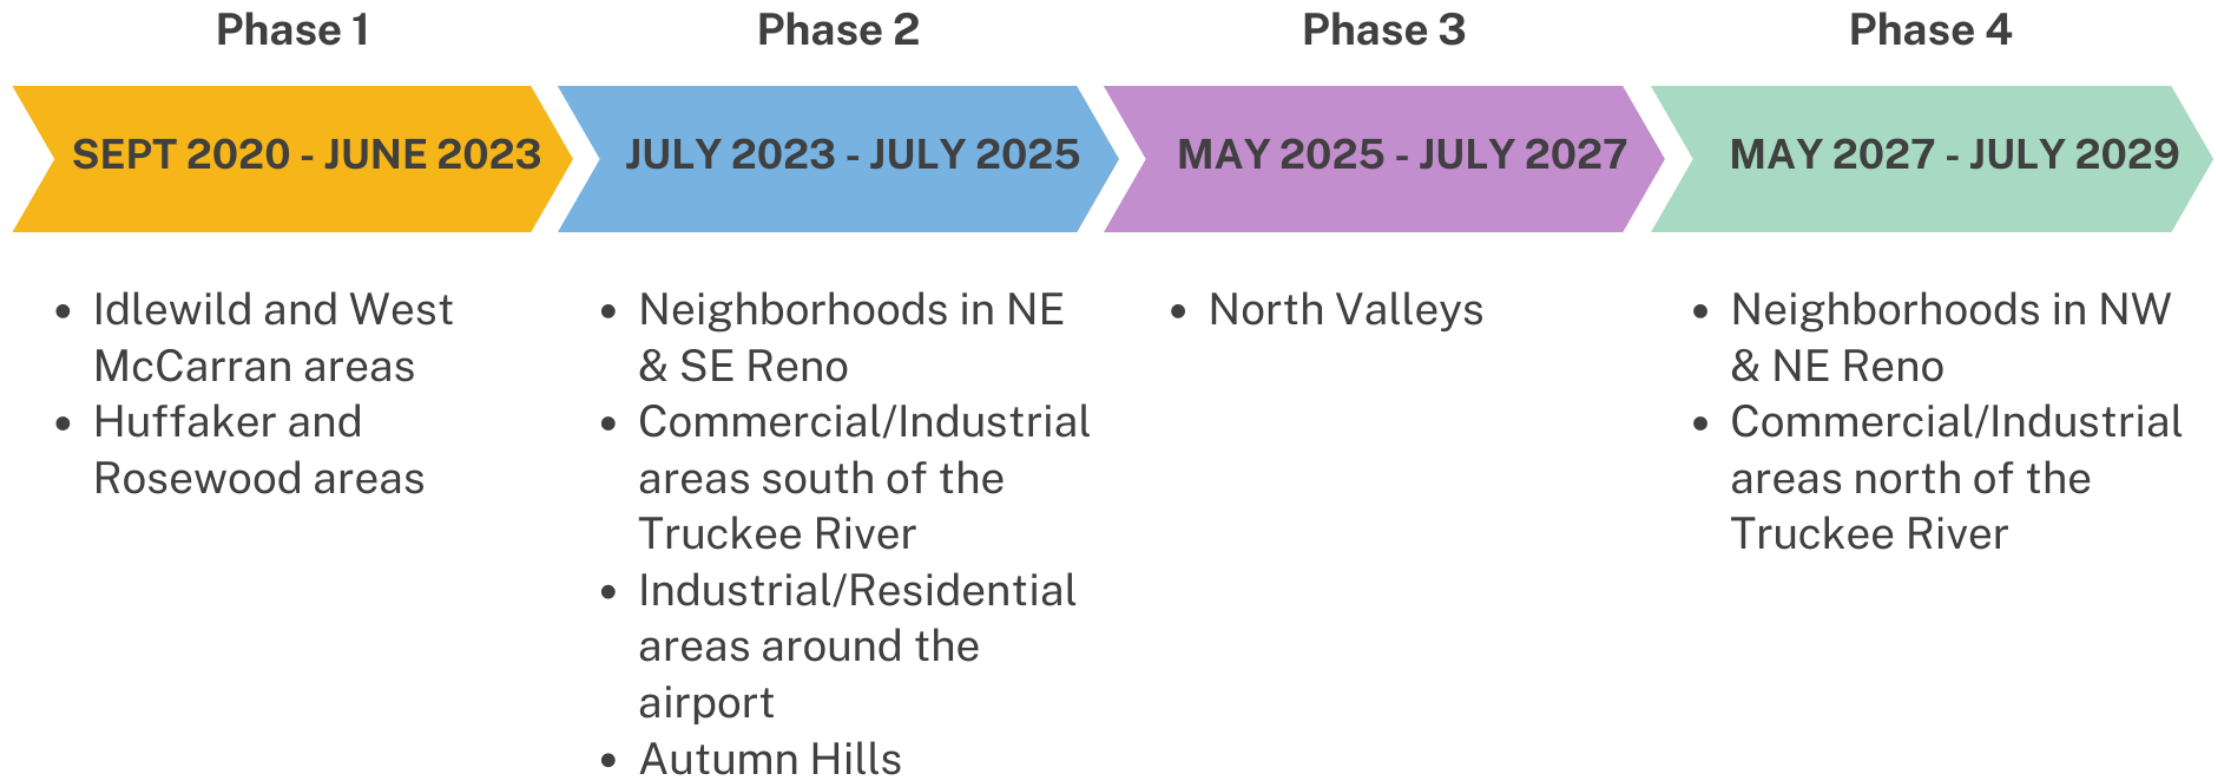 Phase 1
SEPT 2020 - JUNE 2023
• Idlewild and West
McCarran areas
• Huffaker and
Rosewood areas
Phase 2
JULY 2023 - JULY 2025
• Neighborhoods in NE
& SE Reno
• Commercial/Industrial
areas south of the
Truckee River
• Industrial/Residential
areas around the
airport
• Autumn Hills
Phase 3
MAY 2025 - JULY 2027
• North Valleys
Phase 4
MAY 2027 - JULY 2029
• Neighborhoods in NW
& NE Reno
• Commercial/Industrial
areas north of the
Truckee River